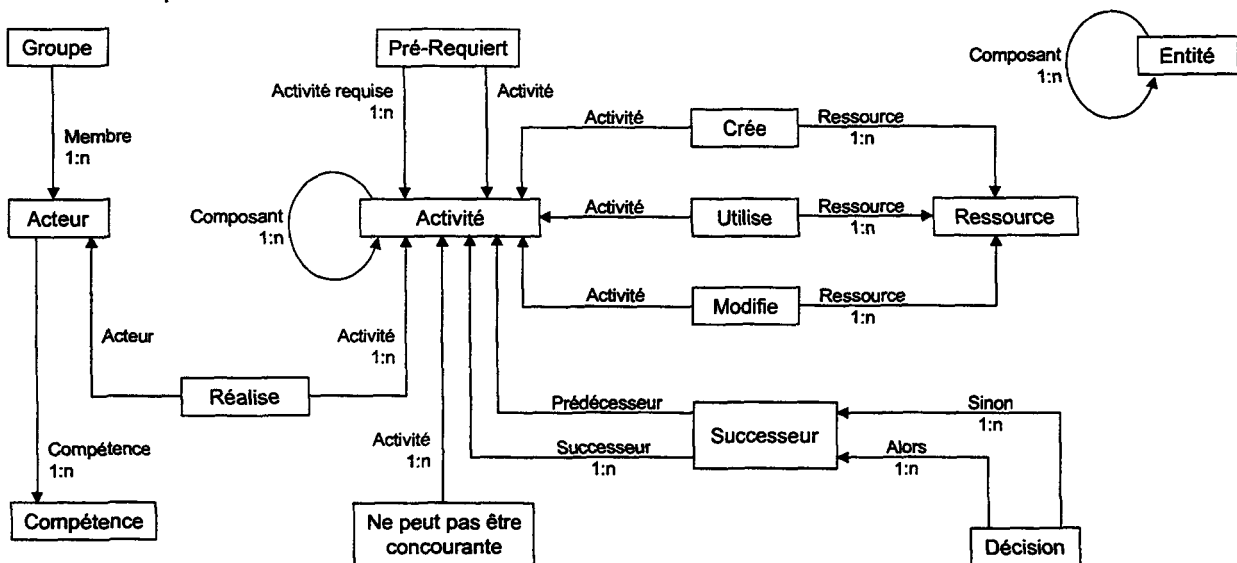 Groupe
Pré-Requiert
Composant
1:n
Entité
Activité requise
1:n
Activité
Activité
Crée
Ressource
1:n
Membre
1:n
Acteur
Composant
1:n
Activité
Activité
Utilise
Ressource
1:n
Ressource
Activité
Modifie
Ressource
1:n
Acteur
Activité
1:n
Réalise
Prédécesseur
Successeur
1:n
Successeur
Sinon
1:n
Alors
1:n
Compétence
1:n
Activité
1:n
Compétence
Ne peut pas être
concourante
Décision